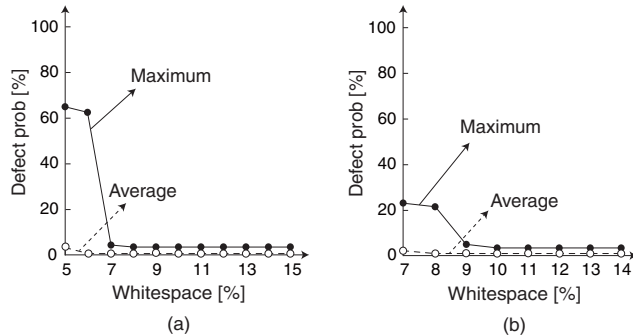 100
80
60
40
20
0
Defect prob [%]
Maximum
Average
5 7 9 11 13 15
Whitespace [%]
(a)
100
80
60
40
20
0
Defect prob [%]
Maximum
Average
7 8 9 10 11 12 13 14
Whitespace [%]
(b)